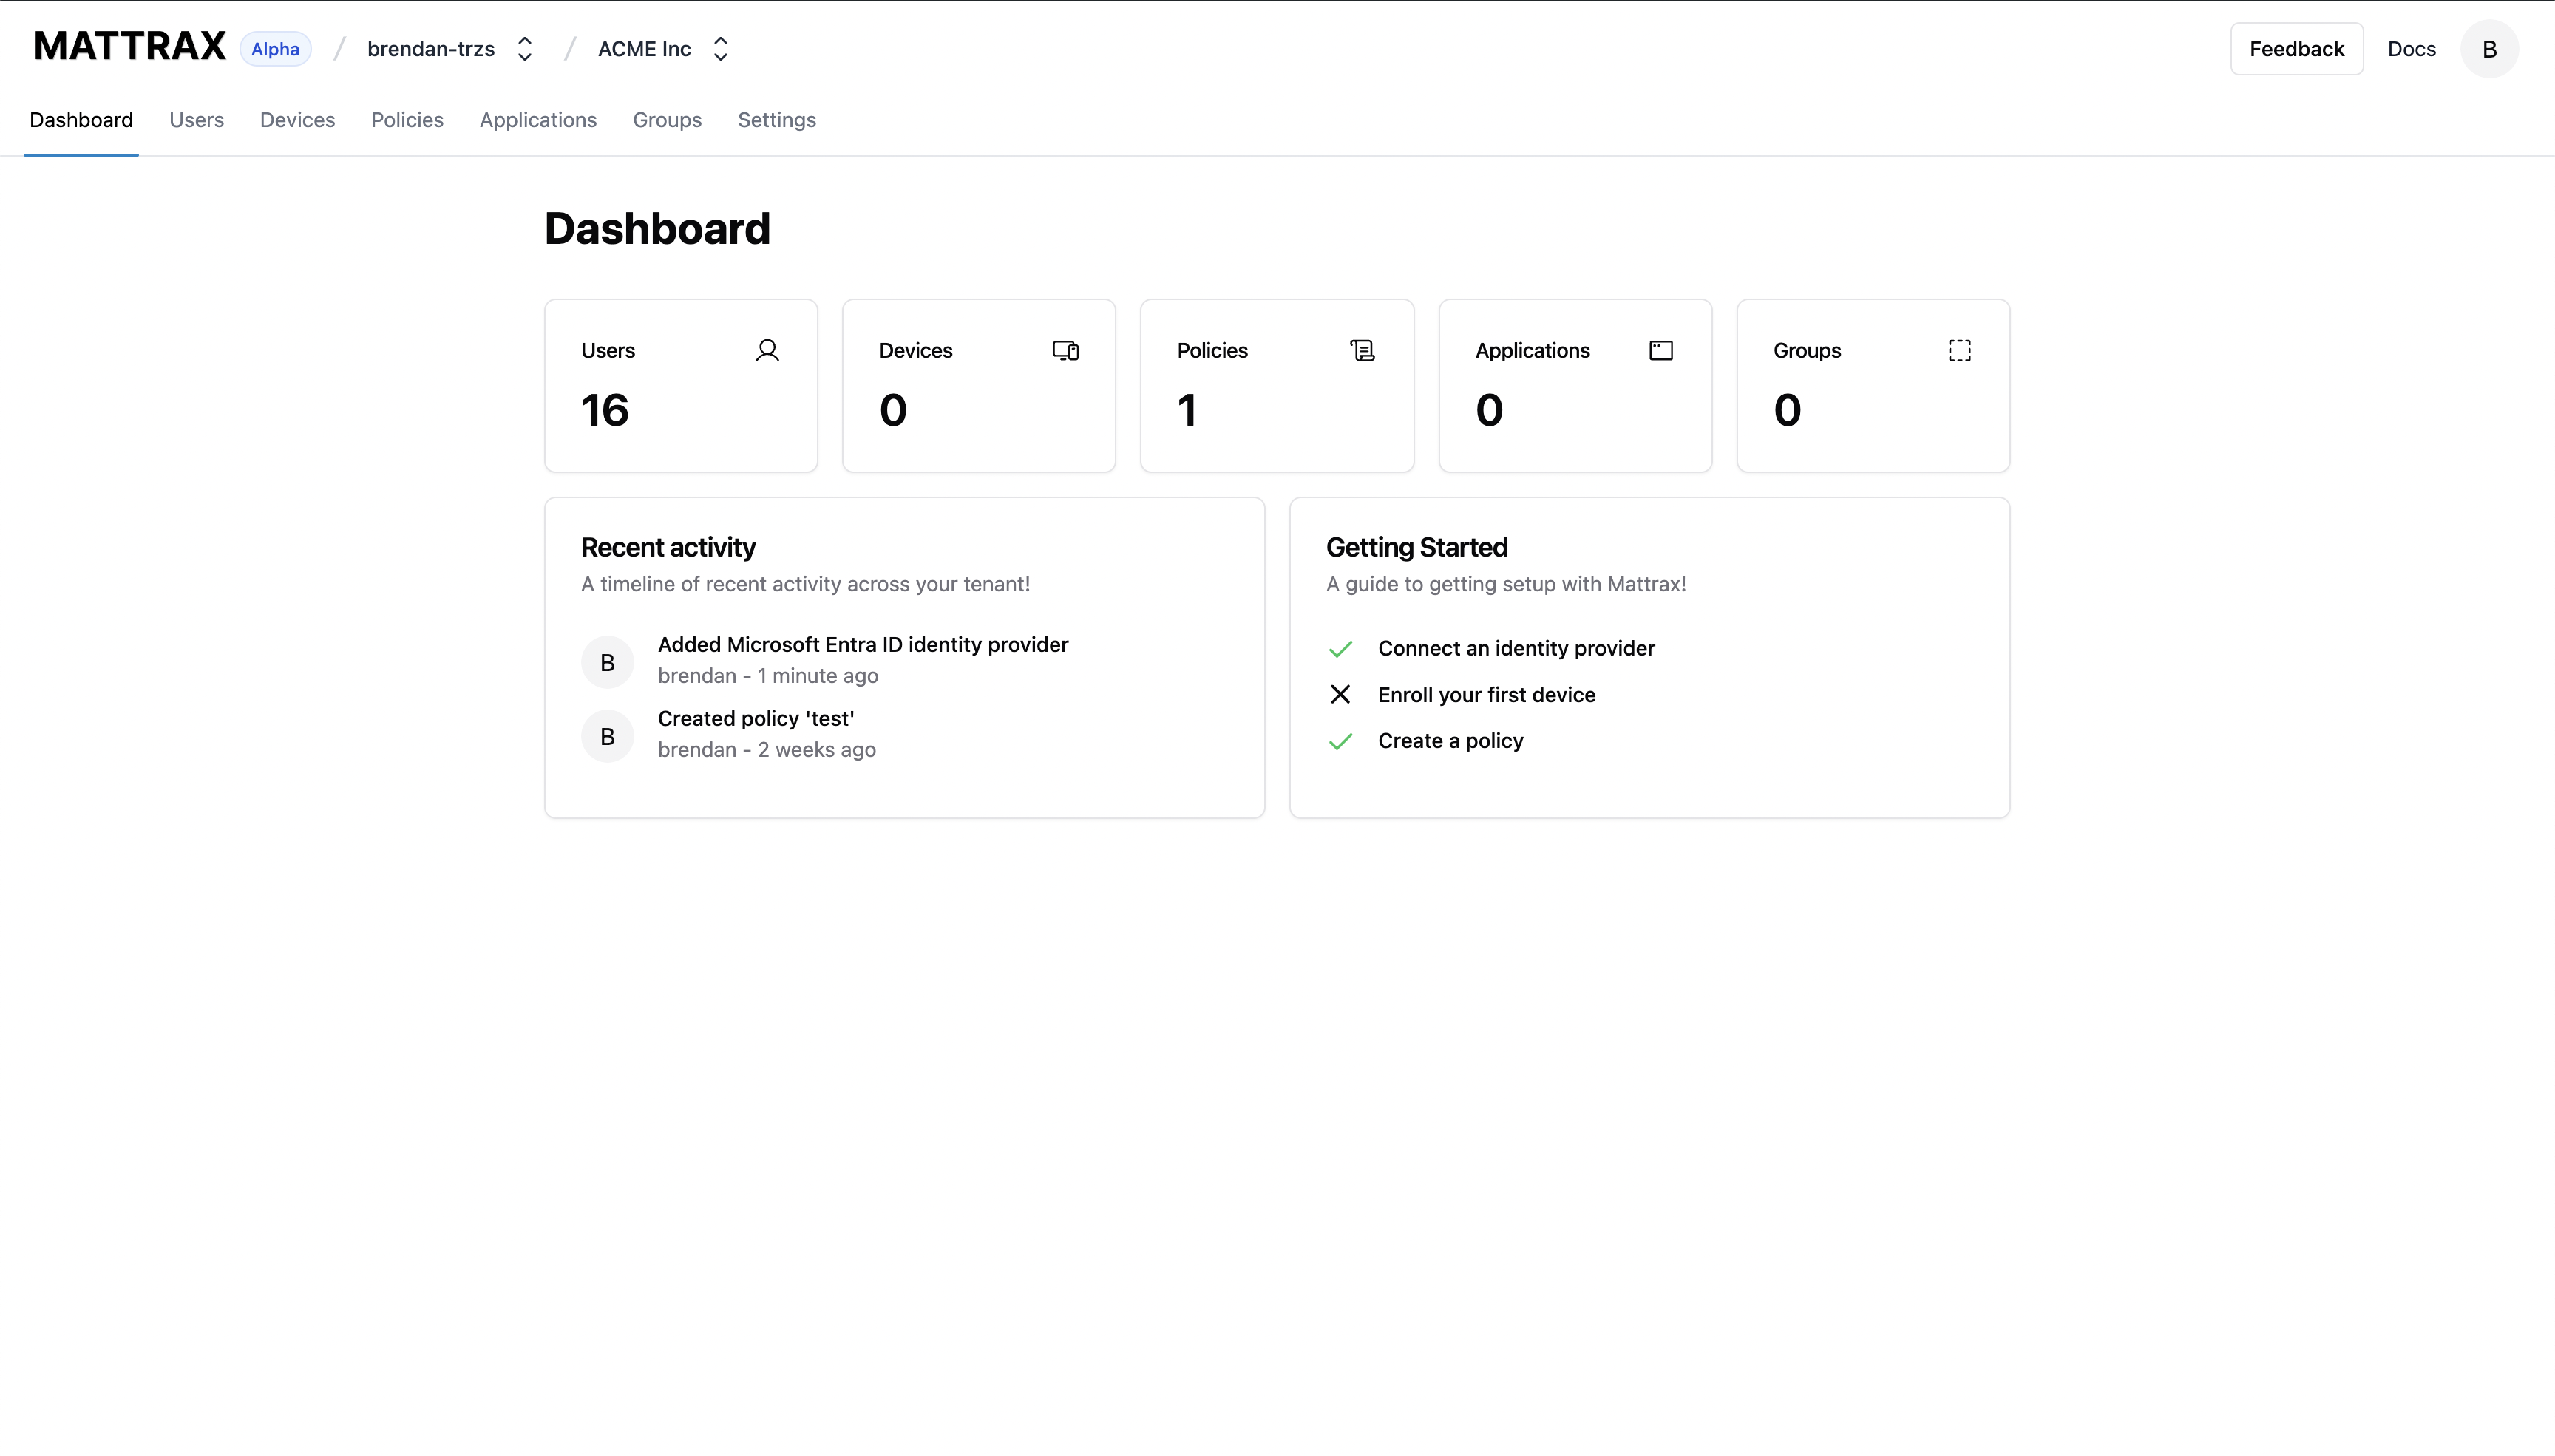 MATTRAX Alpha / brendan-trzs / ACME Inc Feedback Docs B
Dashboard Users Devices Policies Applications Groups Settings
Dashboard
Users Devices Policies Applications Groups
16 0 1 0 0
Recent activity
A timeline of recent activity across your tenant!
B
Added Microsoft Entra ID identity provider
brendan - 1 minute ago
B
Created policy 'test'
brendan - 2 weeks ago
Getting Started
A guide to getting setup with Mattrax!
Connect an identity provider
Enroll your first device
Create a policy